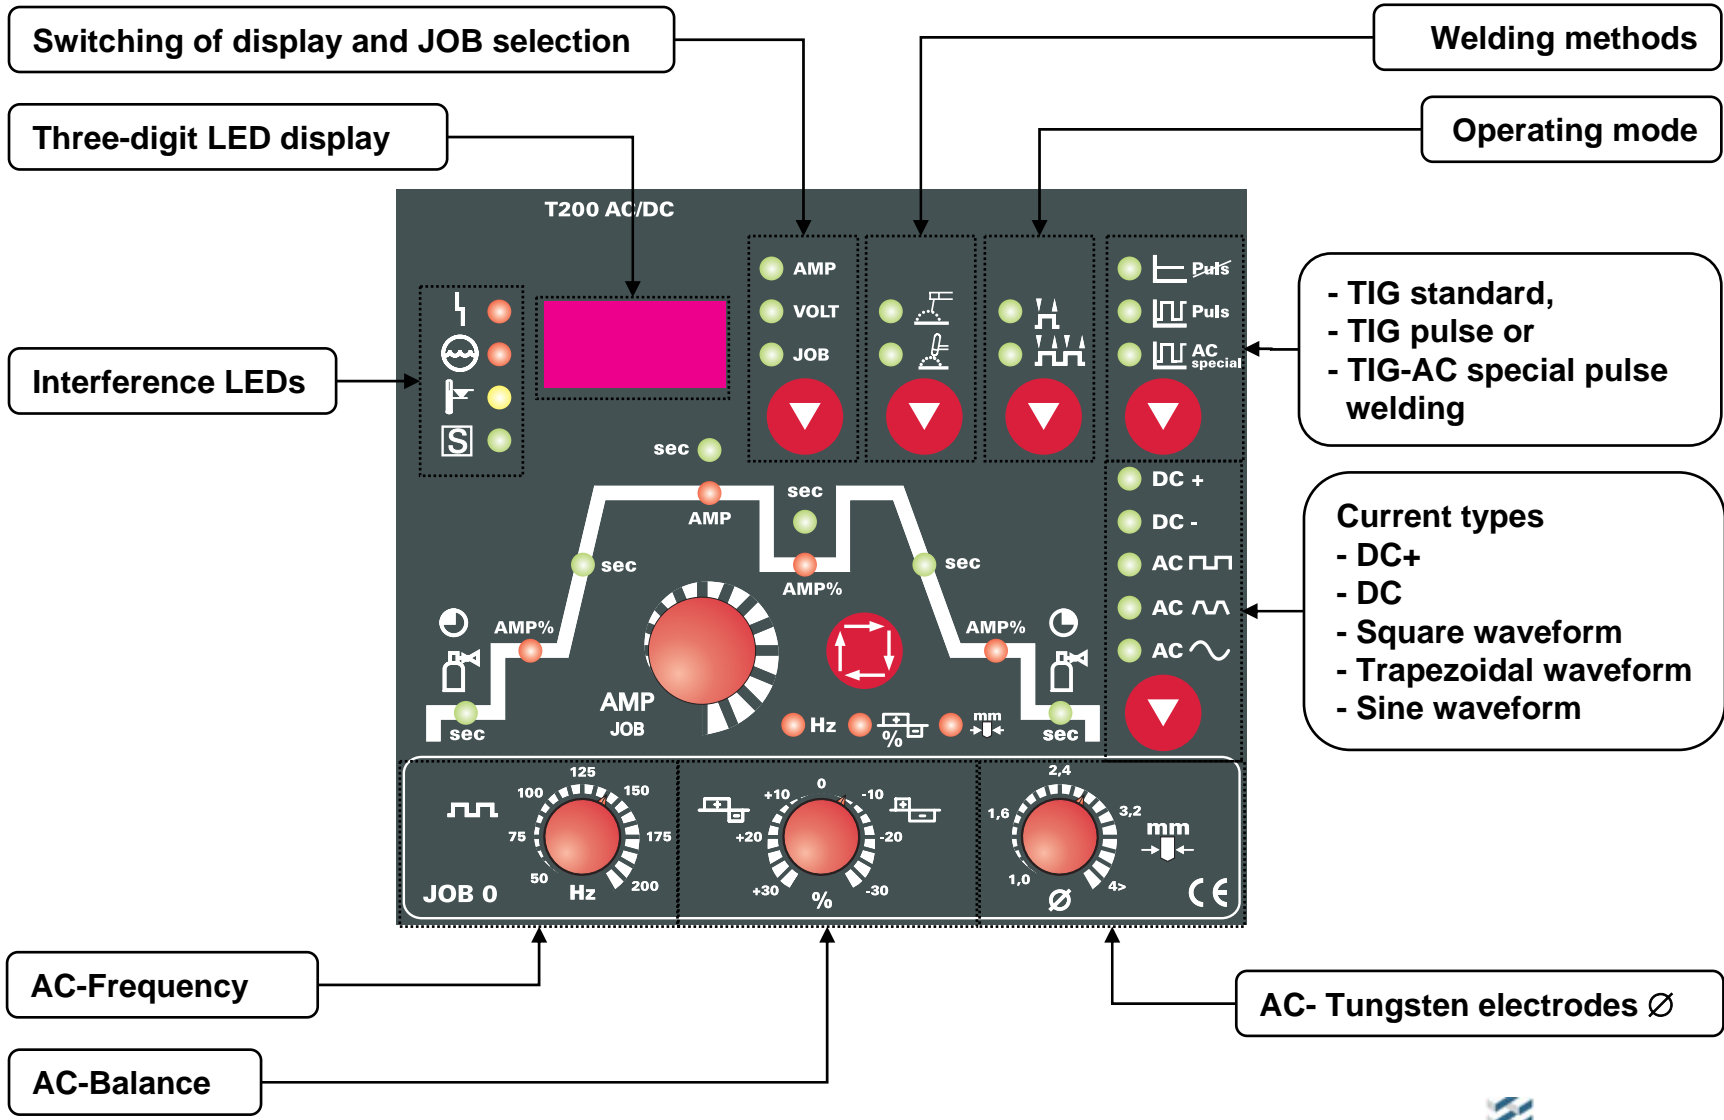 Switching of display and JOB selection
Welding methods
Three-digit LED display
Operating mode
T200 AC/DC
AMP
VOLT
JOB
Puls
Puls
AC
special
- TIG standard,
- TIG pulse or
- TIG-AC special pulse
welding
Interference LEDs
S
sec
AMP
sec
AMP%
sec
sec
AMP%
AMP%
sec
sec
AMP
JOB
Hz
%
mm
DC +
DC -
AC
AC
AC
Current types
- DC+
- DC
- Square waveform
- Trapezoidal waveform
- Sine waveform
JOB 0
50
75
100
125
150
175
200
Hz
+30
+20
+10
0
-10
-20
-30
%
1,0
1,6
2,4
3,2
4>
Ø
mm
CE
AC-Frequency
AC-Balance
AC- Tungsten electrodes Ø